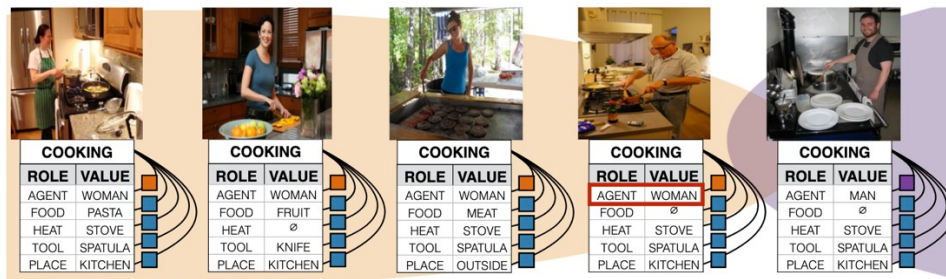 COOKING
ROLE VALUE
AGENT WOMAN
FOOD PASTA
HEAT STOVE
TOOL SPATULA
PLACE KITCHEN
COOKING
ROLE VALUE
AGENT WOMAN
FOOD FRUIT
HEAT ∅
TOOL KNIFE
PLACE KITCHEN
COOKING
ROLE VALUE
AGENT WOMAN
FOOD MEAT
HEAT STOVE
TOOL SPATULA
PLACE OUTSIDE
COOKING
ROLE VALUE
AGENT WOMAN
FOOD ∅
HEAT STOVE
TOOL SPATULA
PLACE KITCHEN
COOKING
ROLE VALUE
AGENT MAN
FOOD ∅
HEAT STOVE
TOOL SPATULA
PLACE KITCHEN